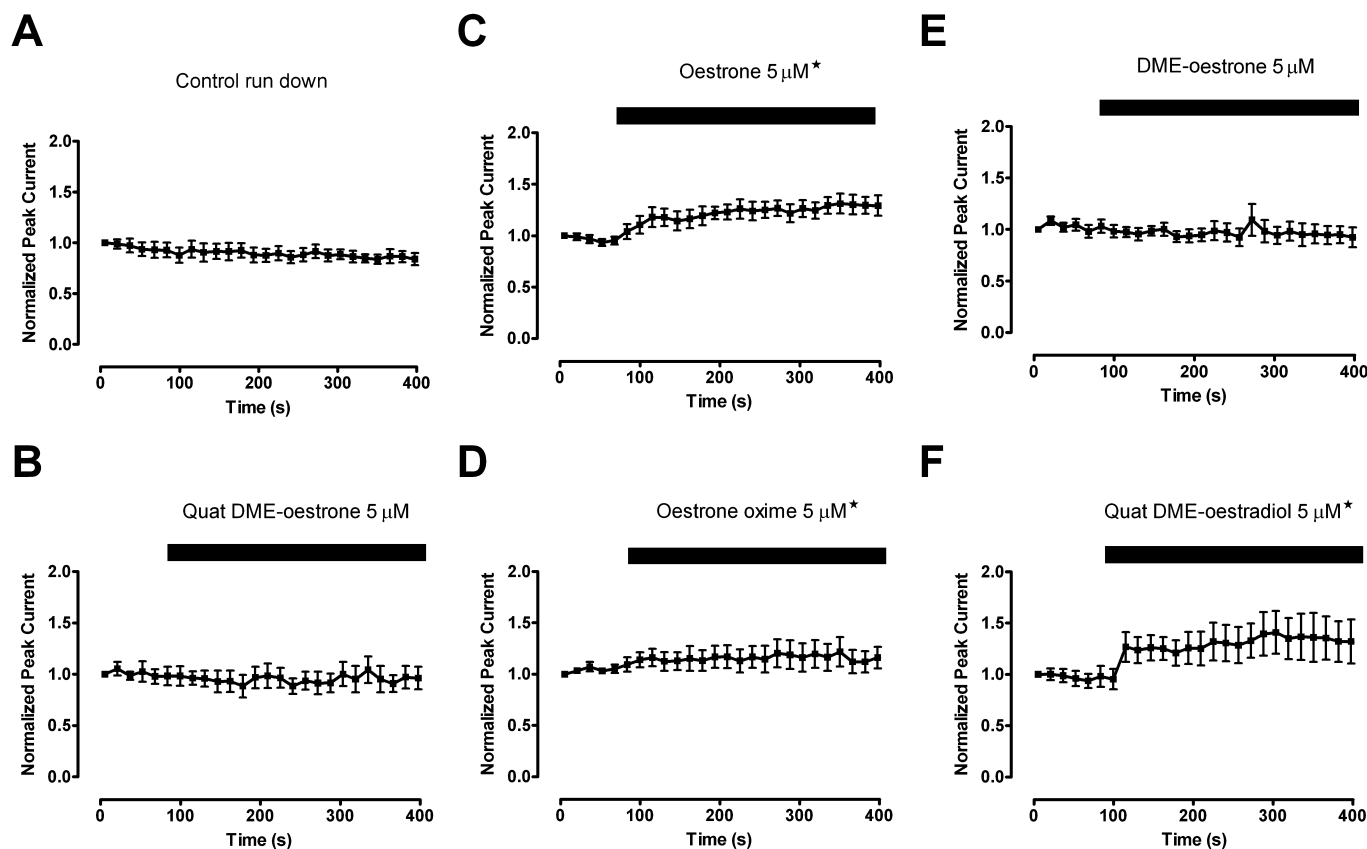 A
Control run down
Normalized Peak Current
2.0
1.5
1.0
0.5
0.0
0 100 200 300 400
Time (s)
B
Quat DME-oestrone 5 μM
Normalized Peak Current
2.0
1.5
1.0
0.5
0.0
0 100 200 300 400
Time (s)
C
Oestrone 5 μM★
Normalized Peak Current
2.0
1.5
1.0
0.5
0.0
0 100 200 300 400
Time (s)
D
Oestrone oxime 5 μM★
Normalized Peak Current
2.0
1.5
1.0
0.5
0.0
0 100 200 300 400
Time (s)
E
DME-oestrone 5 μM
Normalized Peak Current
2.0
1.5
1.0
0.5
0.0
0 100 200 300 400
Time (s)
F
Quat DME-oestradiol 5 μM★
Normalized Peak Current
2.0
1.5
1.0
0.5
0.0
0 100 200 300 400
Time (s)